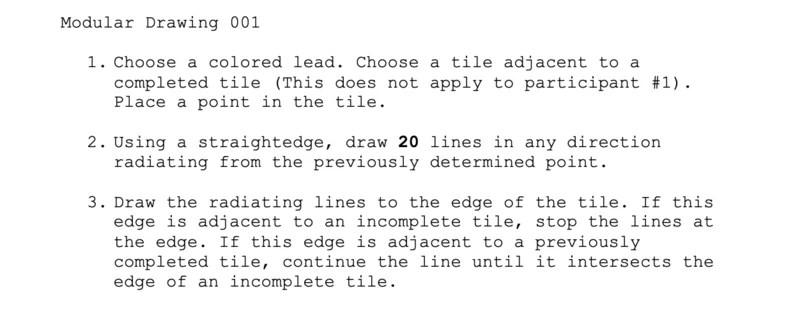 Modular Drawing 001
1. Choose a colored lead. Choose a tile adjacent to a
completed tile (This does not apply to participant #1).
Place a point in the tile.
2. Using a straightedge, draw 20 lines in any direction
radiating from the previously determined point.
3. Draw the radiating lines to the edge of the tile. If this
edge is adjacent to an incomplete tile, stop the lines at
the edge. If this edge is adjacent to a previously
completed tile, continue the line until it intersects the
edge of an incomplete tile.